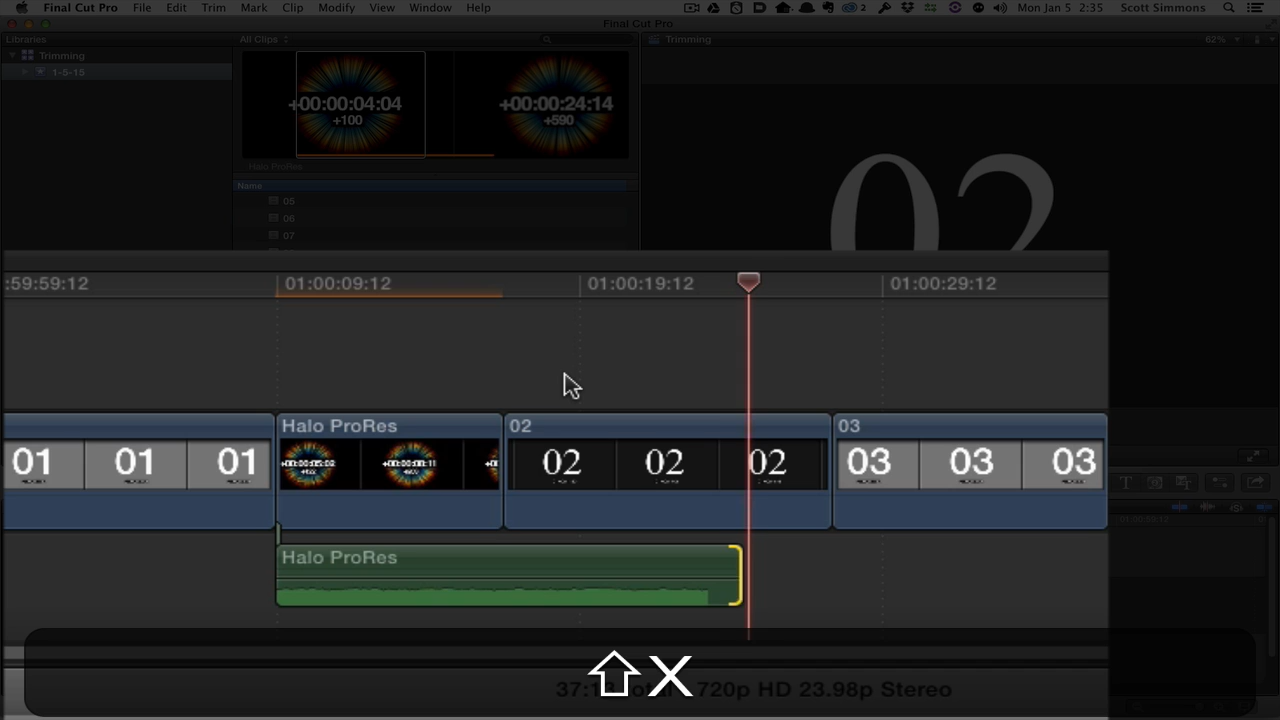 Final Cut Pro File Edit Trim Mark Clip Modify View Window Help 2 Mon Jan 5 2:35 Scott Simmons
Final Cut Pro
Libraries All Clips Trimming 62%
Trimming
1-5-15
+00:00:04:04 +00:00:24:14
+100 +590
Halo ProRes
Name
05
06
07
02
:59:59:12 01:00:09:12 01:00:19:12 01:00:29:12
Halo ProRes 02 03
01 01 01 02 02 02 03 03 03
Halo ProRes
X
720p HD 23.98p Stereo